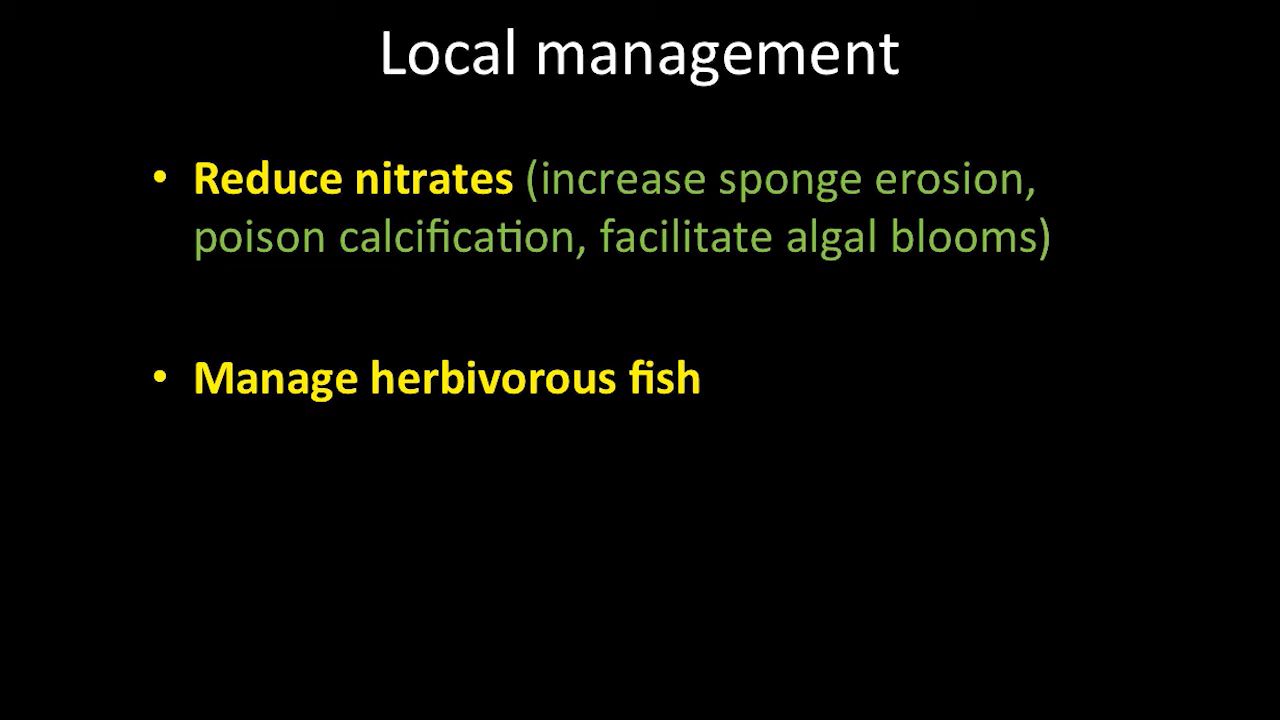 Local management
• Reduce nitrates (increase sponge erosion,
poison calcification, facilitate algal blooms)
• Manage herbivorous fish